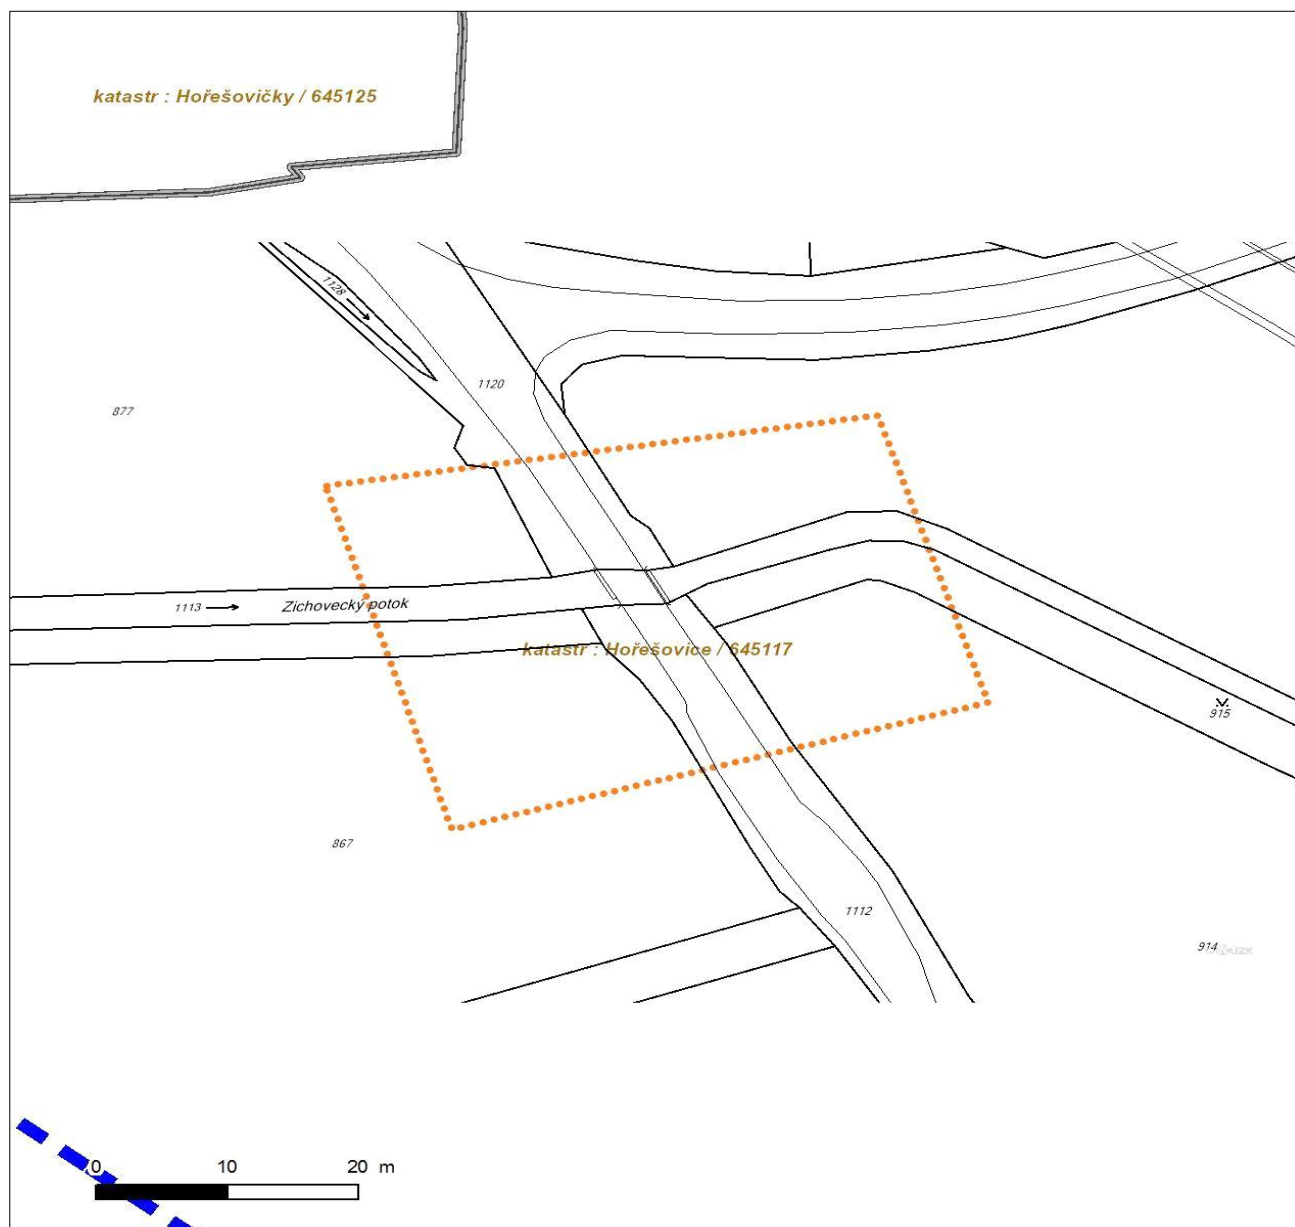 katastr : Hořešovičky / 645125
1128
1120
877
1113
Zichovecký potok
katastr : Hořešovice / 645117
915
867
1112
914
0 10 20 m